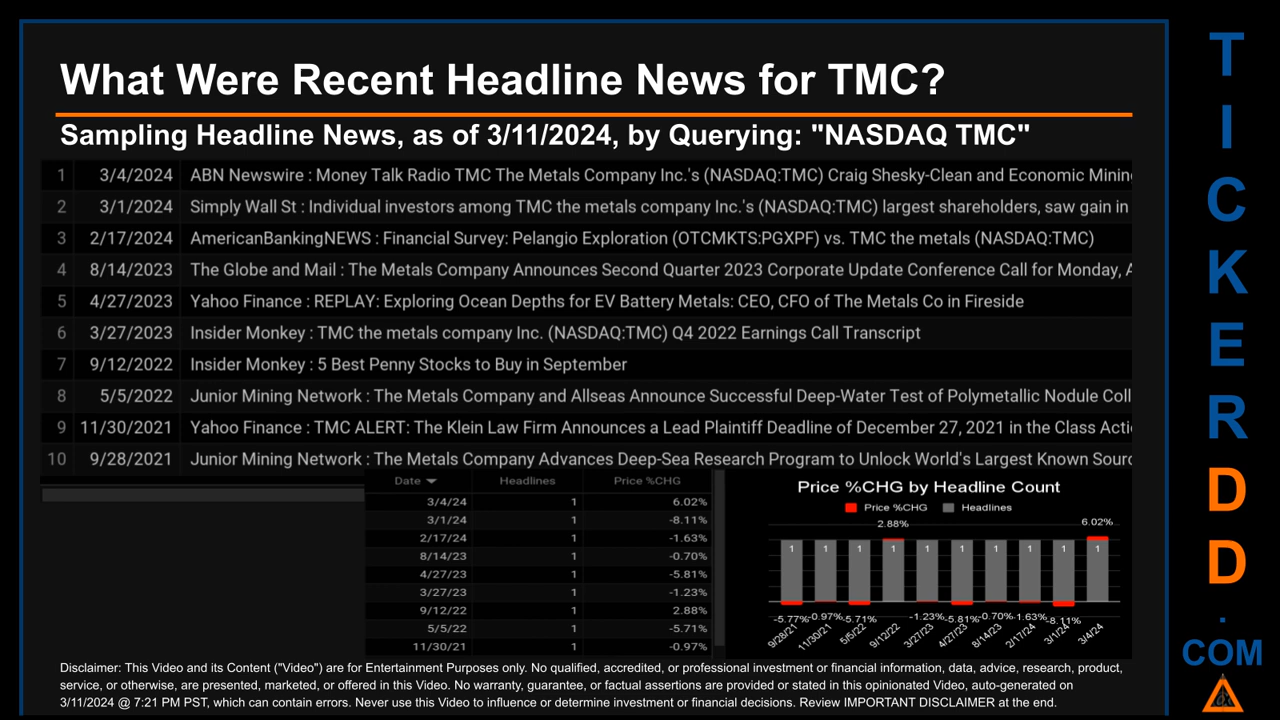 What Were Recent Headline News for TMC?
Sampling Headline News, as of 3/11/2024, by Querying: "NASDAQ TMC"
1 3/4/2024 ABN Newswire : Money Talk Radio TMC The Metals Company Inc.'s (NASDAQ:TMC) Craig Shesky-Clean and Economic Minin
2 3/1/2024 Simply Wall St : Individual investors among TMC the metals company Inc.'s (NASDAQ:TMC) largest shareholders, saw gain in
3 2/17/2024 AmericanBankingNEWS : Financial Survey: Pelangio Exploration (OTCMKTS:PGXPF) vs. TMC the metals (NASDAQ:TMC)
4 8/14/2023 The Globe and Mail : The Metals Company Announces Second Quarter 2023 Corporate Update Conference Call for Monday, A
5 4/27/2023 Yahoo Finance : REPLAY: Exploring Ocean Depths for EV Battery Metals: CEO, CFO of The Metals Co in Fireside
6 3/27/2023 Insider Monkey : TMC the metals company Inc. (NASDAQ:TMC) Q4 2022 Earnings Call Transcript
7 9/12/2022 Insider Monkey : 5 Best Penny Stocks to Buy in September
8 5/5/2022 Junior Mining Network : The Metals Company and Allseas Announce Successful Deep-Water Test of Polymetallic Nodule Coll
9 11/30/2021 Yahoo Finance : TMC ALERT: The Klein Law Firm Announces a Lead Plaintiff Deadline of December 27, 2021 in the Class Actio
10 9/28/2021 Junior Mining Network : The Metals Company Advances Deep-Sea Research Program to Unlock World's Largest Known Sourc
Date Headlines Price %CHG
3/4/24 1 6.02%
3/1/24 1 -8.11%
2/17/24 1 -1.63%
8/14/23 1 -0.70%
4/27/23 1 -5.81%
3/27/23 1 -1.23%
9/12/22 1 2.88%
5/5/22 1 -5.71%
11/30/21 1 -0.97%
Price %CHG by Headline Count
Price %CHG Headlines
2.88% 6.02%
1 1 1 1 1 1 1 1 1 1
-5.77% -0.97% -5.71% -1.23% -5.81% -0.70% -1.63% -8.11%
9/28/21 11/30/21 5/5/22 9/12/22 3/27/23 4/27/23 8/14/23 2/17/24 3/1/24 3/4/24
Disclaimer: This Video and its Content ("Video") are for Entertainment Purposes only. No qualified, accredited, or professional investment or financial information, data, advice, research, product,
service, or otherwise, are presented, marketed, or offered in this Video. No warranty, guarantee, or factual assertions are provided or stated in this opinionated Video, auto-generated on
3/11/2024 @ 7:21 PM PST, which can contain errors. Never use this Video to influence or determine investment or financial decisions. Review IMPORTANT DISCLAIMER at the end.
TICKERDD
.
COM